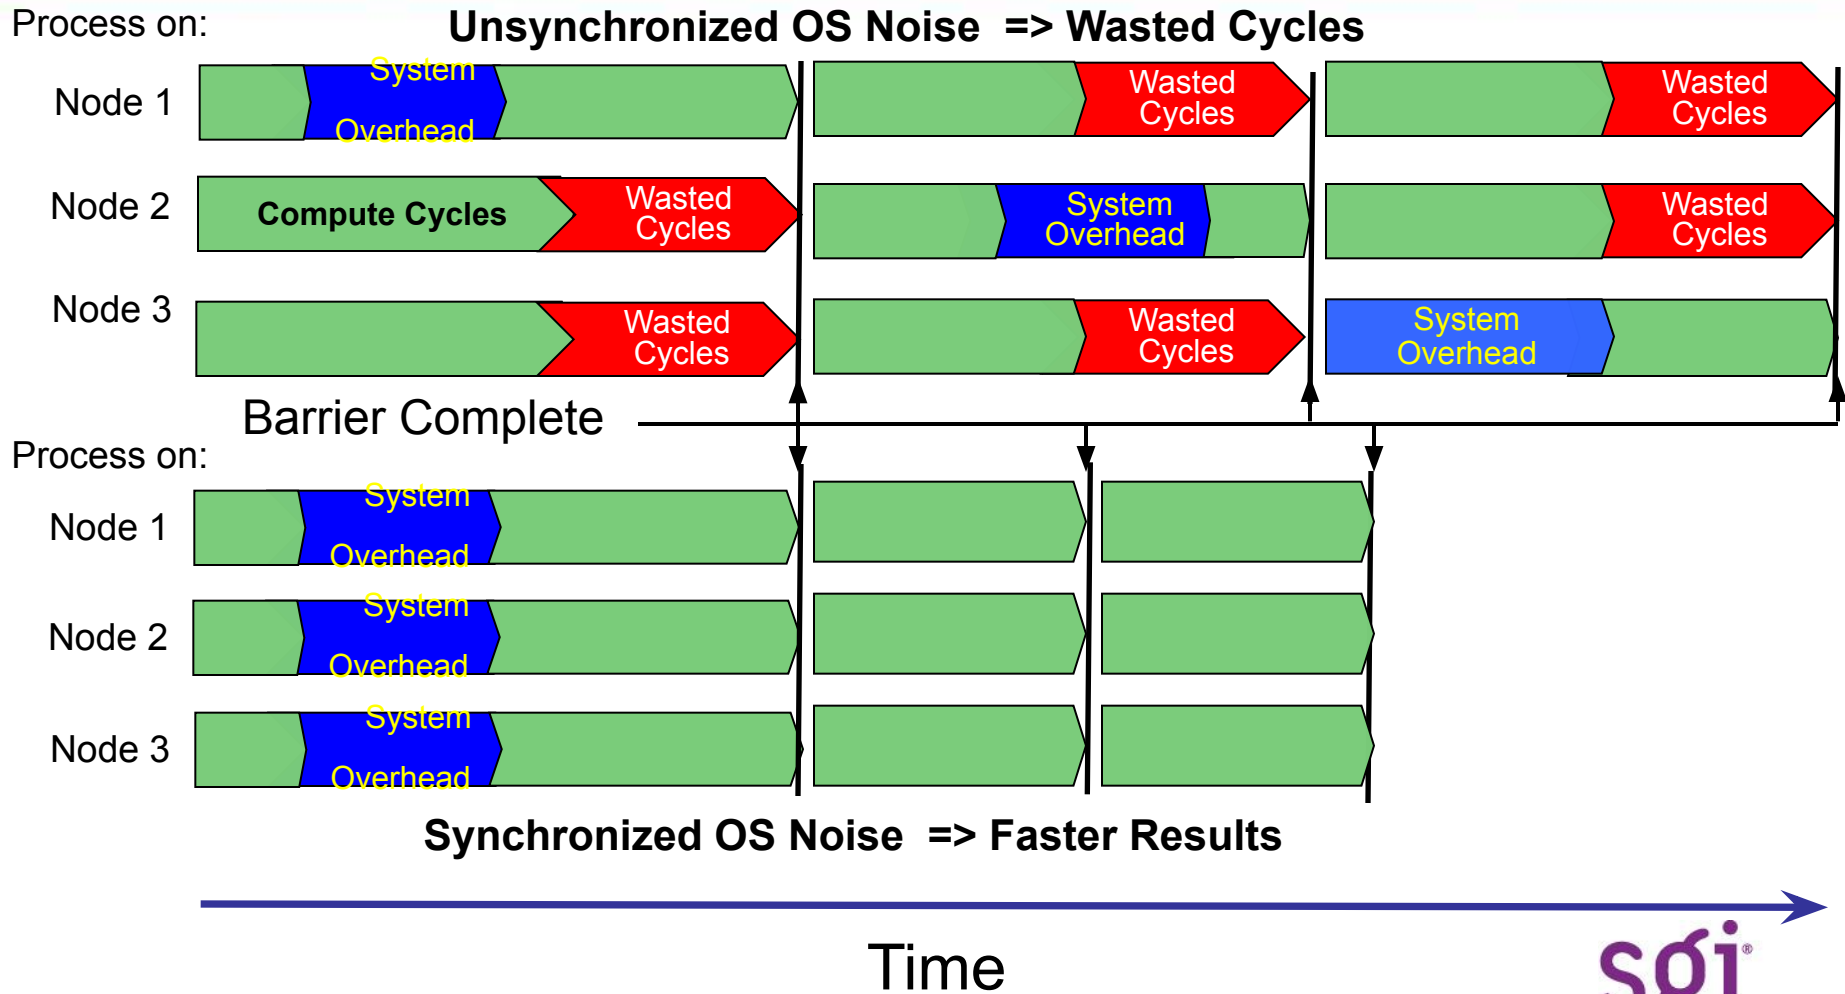 Process on:
Unsynchronized OS Noise => Wasted Cycles
Node 1
System
Overhead
Wasted
Cycles
Wasted
Cycles
Node 2
Compute Cycles
Wasted
Cycles
System
Overhead
Wasted
Cycles
Node 3
Wasted
Cycles
Wasted
Cycles
System
Overhead
Barrier Complete
Process on:
Node 1
System
Overhead
Node 2
System
Overhead
Node 3
System
Overhead
Synchronized OS Noise => Faster Results
Time
sgi®